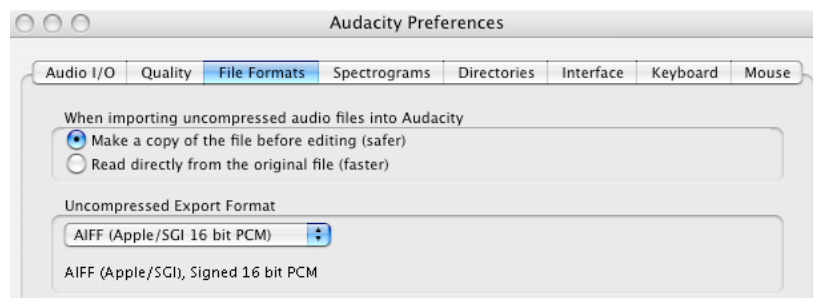 Audacity Preferences
Audio I/O Quality File Formats Spectrograms Directories Interface Keyboard Mouse
When importing uncompressed audio files into Audacity
Make a copy of the file before editing (safer)
Read directly from the original file (faster)
Uncompressed Export Format
AIFF (Apple/SGI 16 bit PCM)
AIFF (Apple/SGI), Signed 16 bit PCM